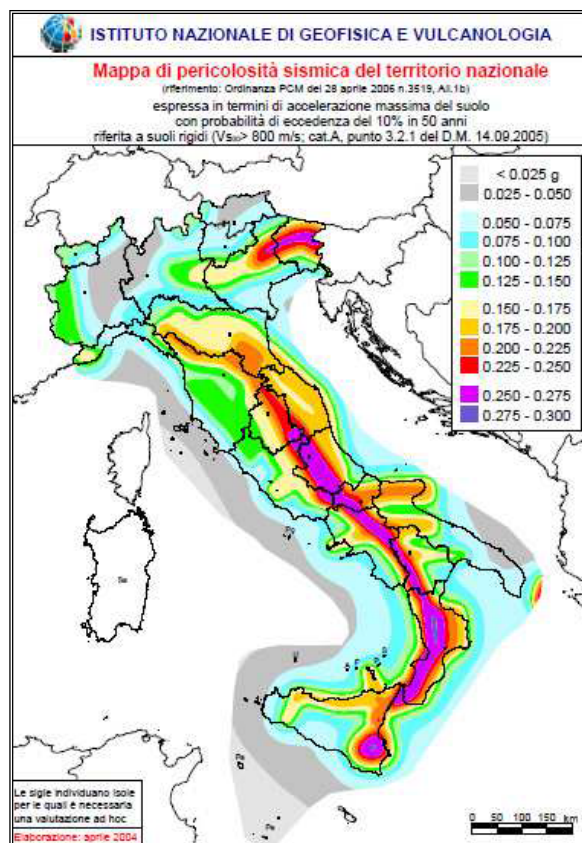 ISTITUTO NAZIONALE DI GEOFISICA E VULCANOLOGIA
Mappa di pericolosità sismica del territorio nazionale
(riferimento: Ordinanza PCM del 28 aprile 2006 n.3519, All.1b)
espressa in termini di accelerazione massima del suolo
con probabilità di eccedenza del 10% in 50 anni
riferita a suoli rigidi (Vs₃₀> 800 m/s; cat.A, punto 3.2.1 del D.M. 14.09.2005)
< 0.025 g
0.025 - 0.050
0.050 - 0.075
0.075 - 0.100
0.100 - 0.125
0.125 - 0.150
0.150 - 0.175
0.175 - 0.200
0.200 - 0.225
0.225 - 0.250
0.250 - 0.275
0.275 - 0.300
Le sigle individuano isole
per le quali è necessaria
una valutazione ad hoc
Elaborazione: aprile 2004
0 50 100 150 km